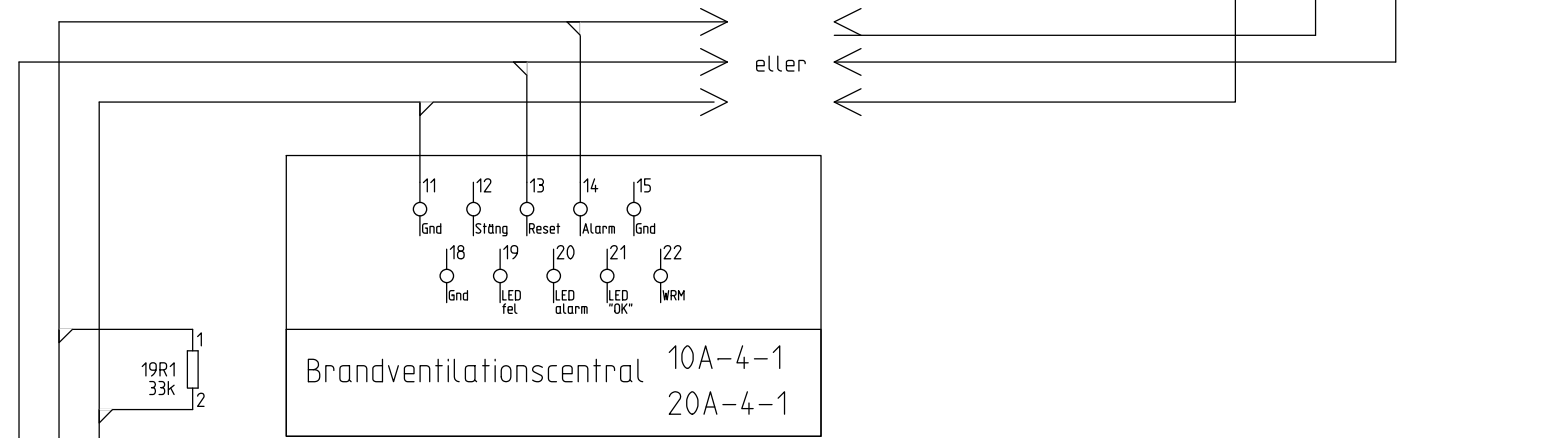 eller
11 12 13 14 15
Gnd Stäng Reset Alarm Gnd
18 19 20 21 22
Gnd LED LED LED WRM
fel alarm "OK"
1
19R1
33k
2
Brandventilationscentral
10A-4-1
20A-4-1